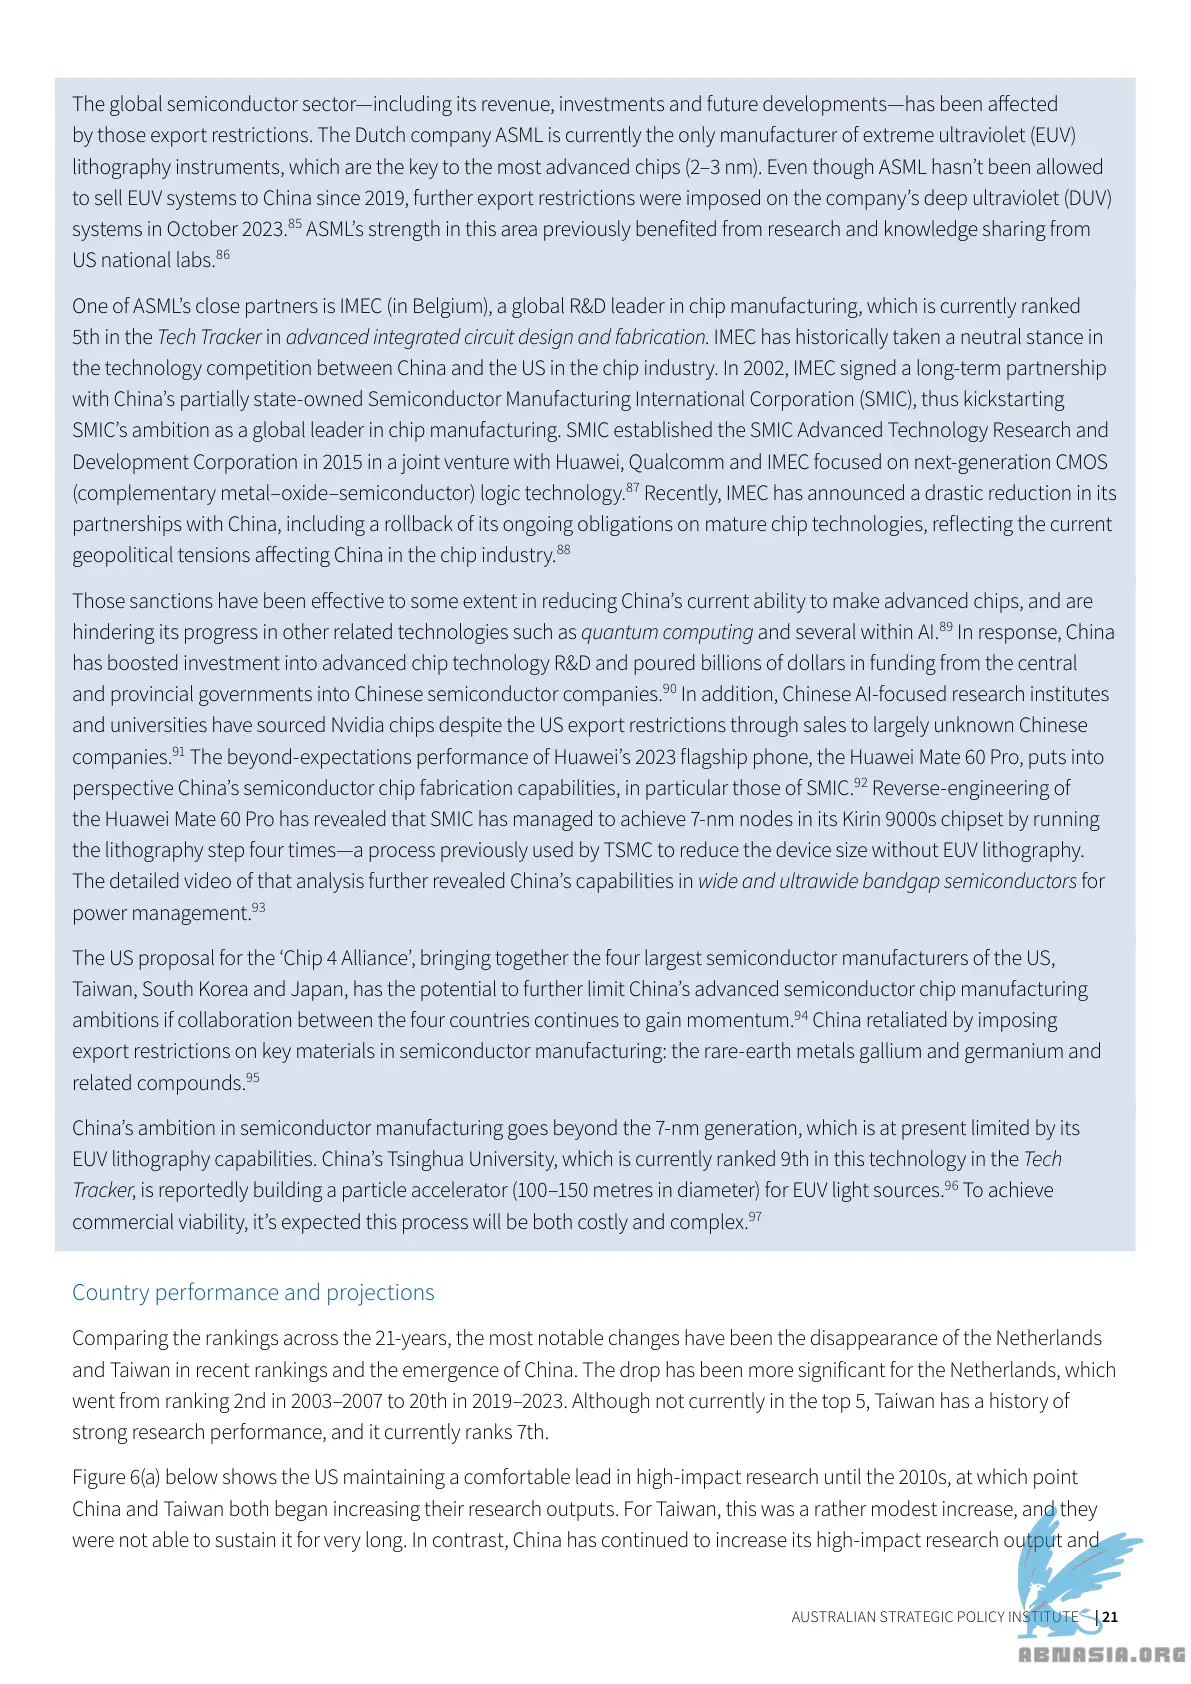 The global semiconductor sector—including its revenue, investments and future developments—has been affected
by those export restrictions. The Dutch company ASML is currently the only manufacturer of extreme ultraviolet (EUV)
lithography instruments, which are the key to the most advanced chips (2–3 nm). Even though ASML hasn’t been allowed
to sell EUV systems to China since 2019, further export restrictions were imposed on the company’s deep ultraviolet (DUV)
systems in October 2023.85 ASML’s strength in this area previously benefited from research and knowledge sharing from
US national labs.86
One of ASML’s close partners is IMEC (in Belgium), a global R&D leader in chip manufacturing, which is currently ranked
5th in the Tech Tracker in advanced integrated circuit design and fabrication. IMEC has historically taken a neutral stance in
the technology competition between China and the US in the chip industry. In 2002, IMEC signed a long-term partnership
with China’s partially state-owned Semiconductor Manufacturing International Corporation (SMIC), thus kickstarting
SMIC’s ambition as a global leader in chip manufacturing. SMIC established the SMIC Advanced Technology Research and
Development Corporation in 2015 in a joint venture with Huawei, Qualcomm and IMEC focused on next-generation CMOS
(complementary metal–oxide–semiconductor) logic technology.87 Recently, IMEC has announced a drastic reduction in its
partnerships with China, including a rollback of its ongoing obligations on mature chip technologies, reflecting the current
geopolitical tensions affecting China in the chip industry.88
Those sanctions have been effective to some extent in reducing China’s current ability to make advanced chips, and are
hindering its progress in other related technologies such as quantum computing and several within AI.89 In response, China
has boosted investment into advanced chip technology R&D and poured billions of dollars in funding from the central
and provincial governments into Chinese semiconductor companies.90 In addition, Chinese AI-focused research institutes
and universities have sourced Nvidia chips despite the US export restrictions through sales to largely unknown Chinese
companies.91 The beyond-expectations performance of Huawei’s 2023 flagship phone, the Huawei Mate 60 Pro, puts into
perspective China’s semiconductor chip fabrication capabilities, in particular those of SMIC.92 Reverse-engineering of
the Huawei Mate 60 Pro has revealed that SMIC has managed to achieve 7-nm nodes in its Kirin 9000s chipset by running
the lithography step four times—a process previously used by TSMC to reduce the device size without EUV lithography.
The detailed video of that analysis further revealed China’s capabilities in wide and ultrawide bandgap semiconductors for
power management.93
The US proposal for the ‘Chip 4 Alliance’, bringing together the four largest semiconductor manufacturers of the US,
Taiwan, South Korea and Japan, has the potential to further limit China’s advanced semiconductor chip manufacturing
ambitions if collaboration between the four countries continues to gain momentum.94 China retaliated by imposing
export restrictions on key materials in semiconductor manufacturing: the rare-earth metals gallium and germanium and
related compounds.95
China’s ambition in semiconductor manufacturing goes beyond the 7-nm generation, which is at present limited by its
EUV lithography capabilities. China’s Tsinghua University, which is currently ranked 9th in this technology in the Tech
Tracker, is reportedly building a particle accelerator (100–150 metres in diameter) for EUV light sources.96 To achieve
commercial viability, it’s expected this process will be both costly and complex.97
Country performance and projections
Comparing the rankings across the 21-years, the most notable changes have been the disappearance of the Netherlands
and Taiwan in recent rankings and the emergence of China. The drop has been more significant for the Netherlands, which
went from ranking 2nd in 2003–2007 to 20th in 2019–2023. Although not currently in the top 5, Taiwan has a history of
strong research performance, and it currently ranks 7th.
Figure 6(a) below shows the US maintaining a comfortable lead in high-impact research until the 2010s, at which point
China and Taiwan both began increasing their research outputs. For Taiwan, this was a rather modest increase, and they
were not able to sustain it for very long. In contrast, China has continued to increase its high-impact research output and
AUSTRALIAN STRATEGIC POLICY INSTITUTE | 21
ABNASIA.ORG